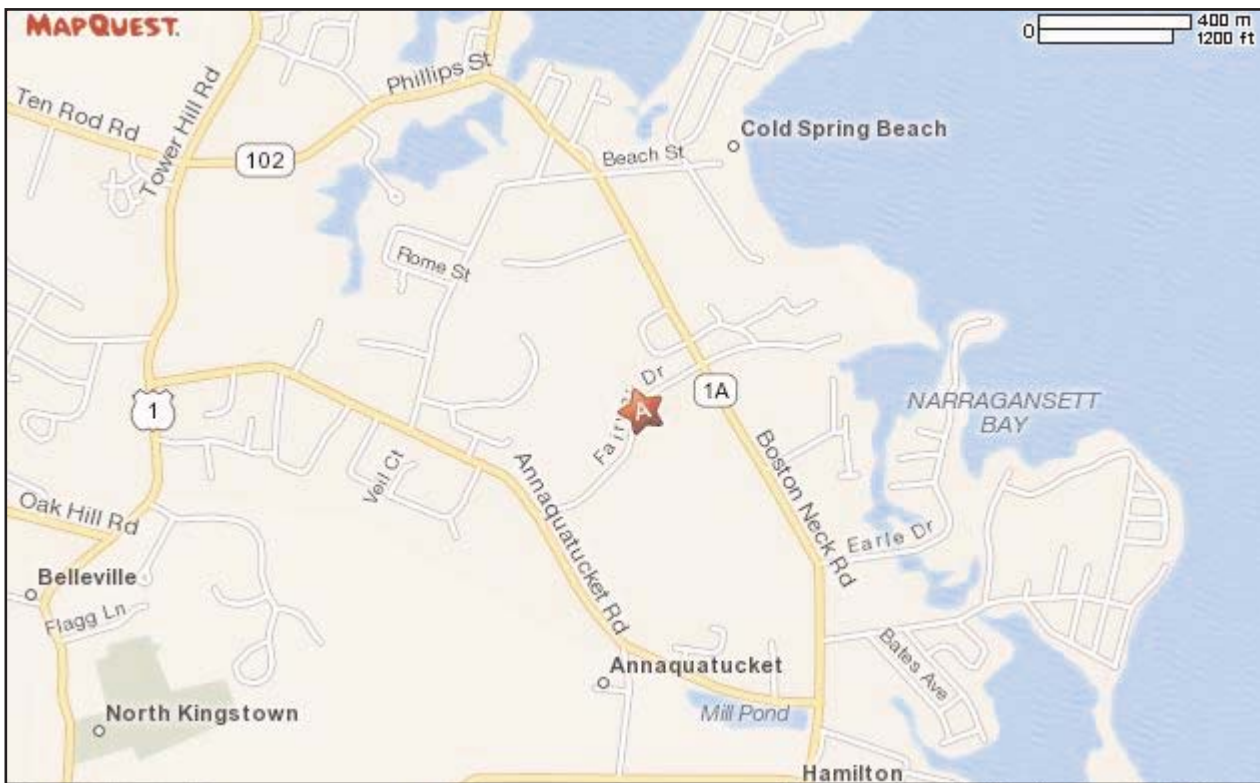 MAPQUEST.
0
400 m
1200 ft
Ten Rod Rd
Tower Hill Rd
Phillips St
102
Beach St
Cold Spring Beach
Rome St
Dr
A
1A
1
NARRAGANSETT
BAY
Veil Ct
Annaquatucket Rd
Boston Neck Rd
Earle Dr
Oak Hill Rd
Belleville
Flagg Ln
Bates Ave
Annaquatucket
Mill Pond
North Kingstown
Hamilton